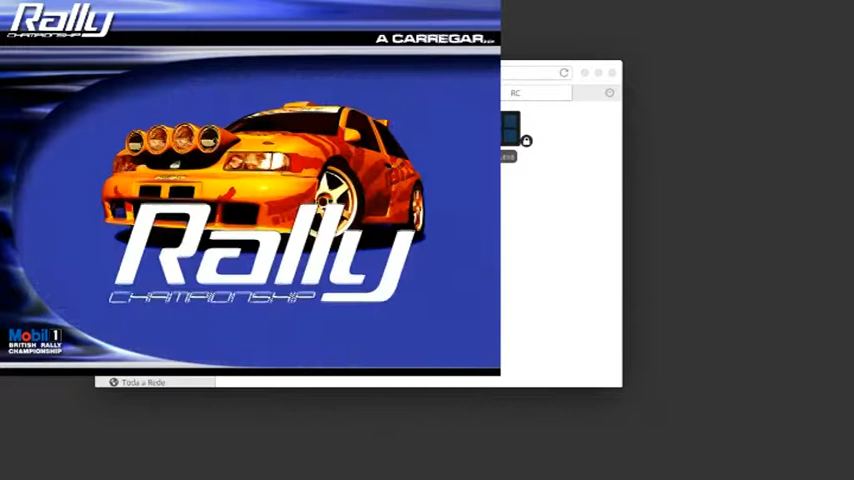 Rally
CHAMPIONSHIP
A CARREGAR...
RC
Rally
CHAMPIONSHIP
Mobil 1
BRITISH RALLY
CHAMPIONSHIP
Toda a Rede